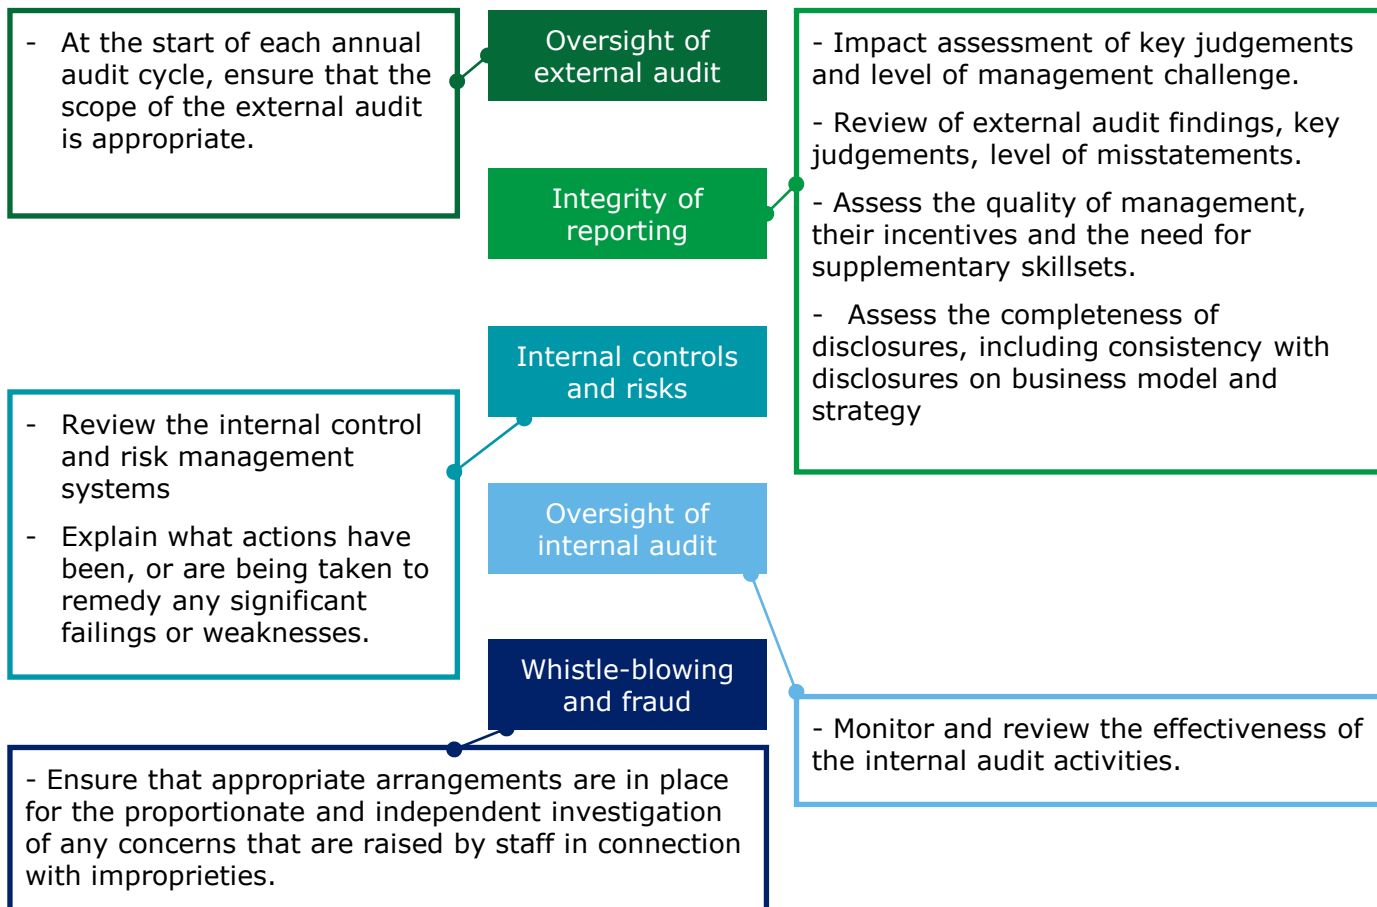 - At the start of each annual
audit cycle, ensure that the
scope of the external audit
is appropriate.
Oversight of
external audit
- Impact assessment of key judgements
and level of management challenge.
- Review of external audit findings, key
judgements, level of misstatements.
- Assess the quality of management,
their incentives and the need for
supplementary skillsets.
- Assess the completeness of
disclosures, including consistency with
disclosures on business model and
strategy
Integrity of
reporting
Internal controls
and risks
- Review the internal control
and risk management
systems
- Explain what actions have
been, or are being taken to
remedy any significant
failings or weaknesses.
Oversight of
internal audit
- Monitor and review the effectiveness of
the internal audit activities.
Whistle-blowing
and fraud
- Ensure that appropriate arrangements are in place
for the proportionate and independent investigation
of any concerns that are raised by staff in connection
with improprieties.